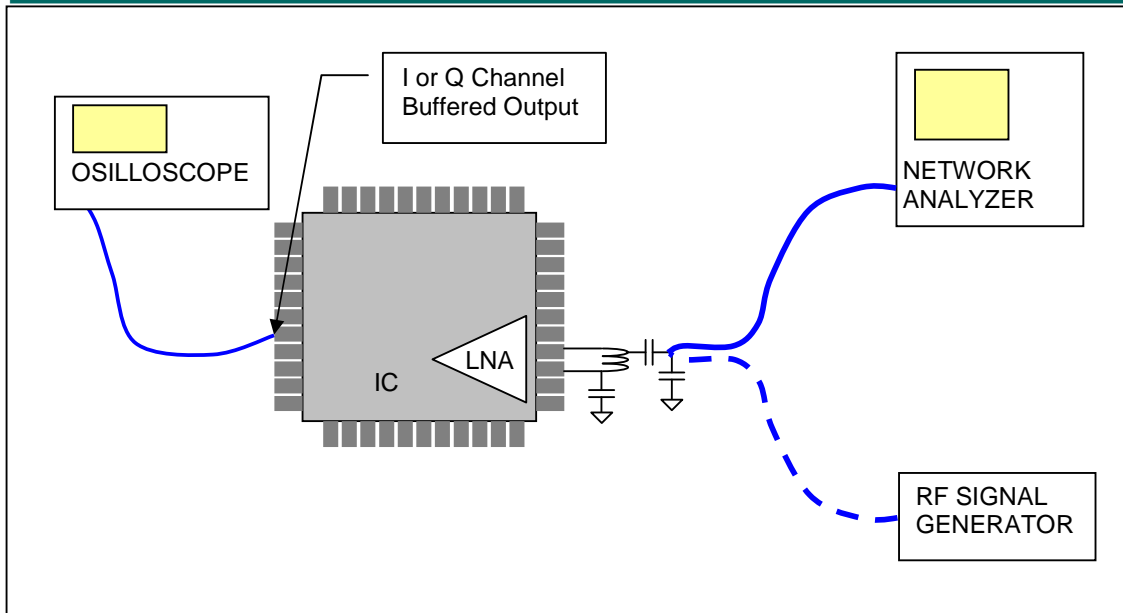 I or Q Channel
Buffered Output
OSILLOSCOPE
NETWORK
ANALYZER
LNA
IC
RF SIGNAL
GENERATOR